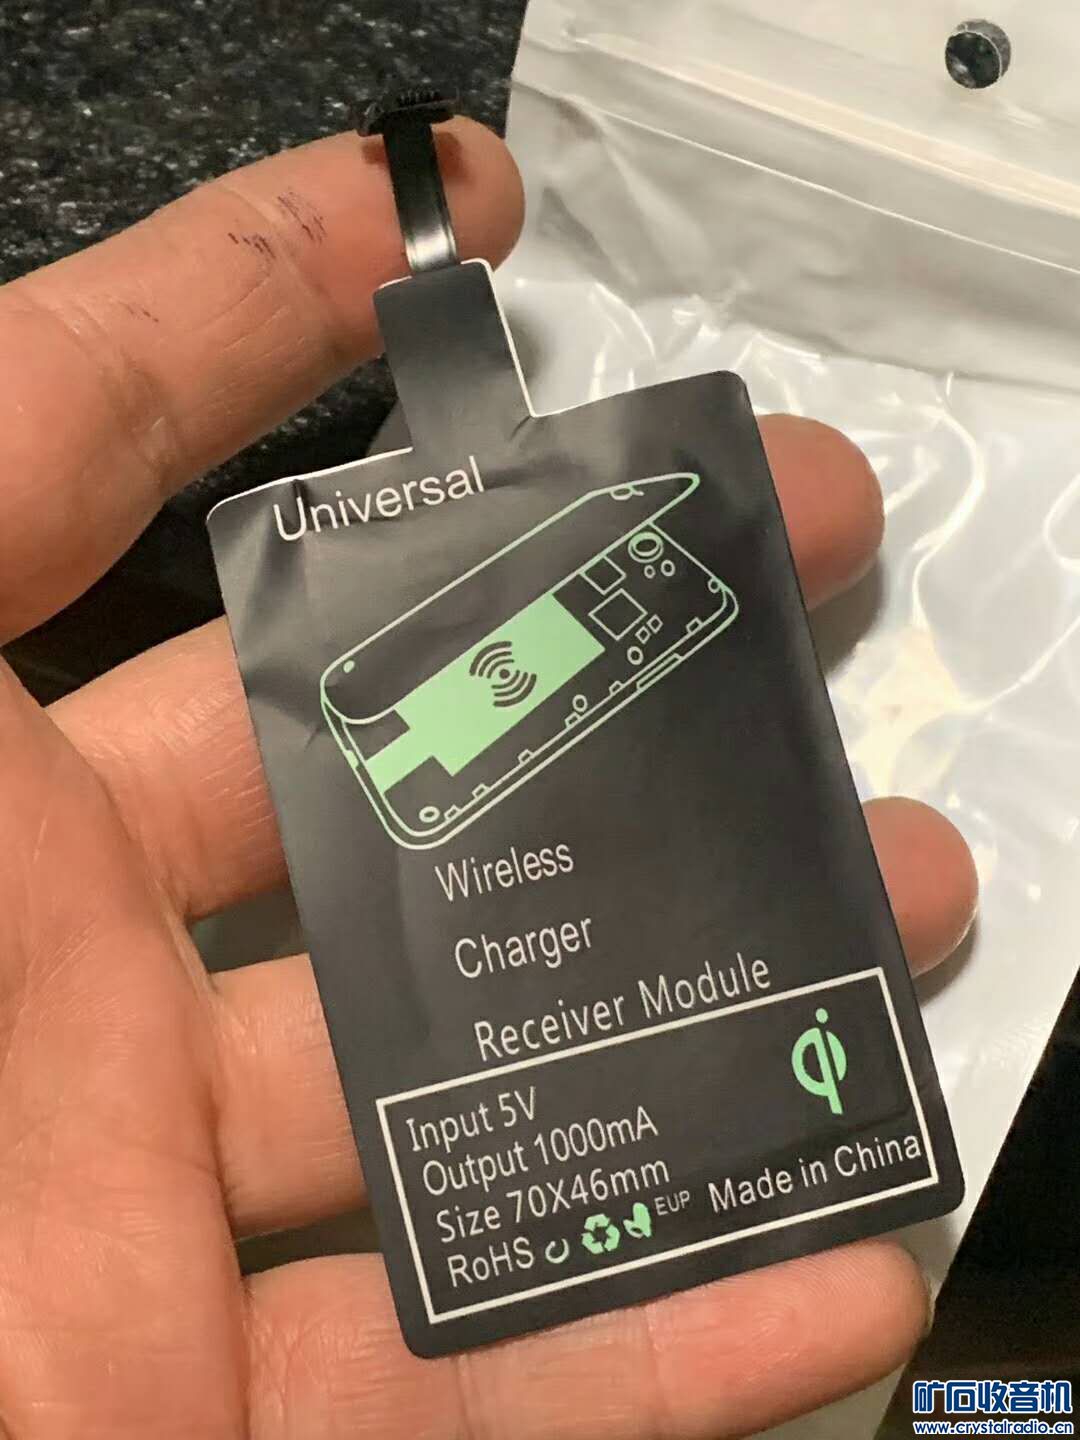 Universal
Wireless
Charger
Receiver Module
qi
Input 5V
Output 1000mA
Size 70X46mm
RoHS EUP Made in China
矿石收音机
www.crystalradio.cn